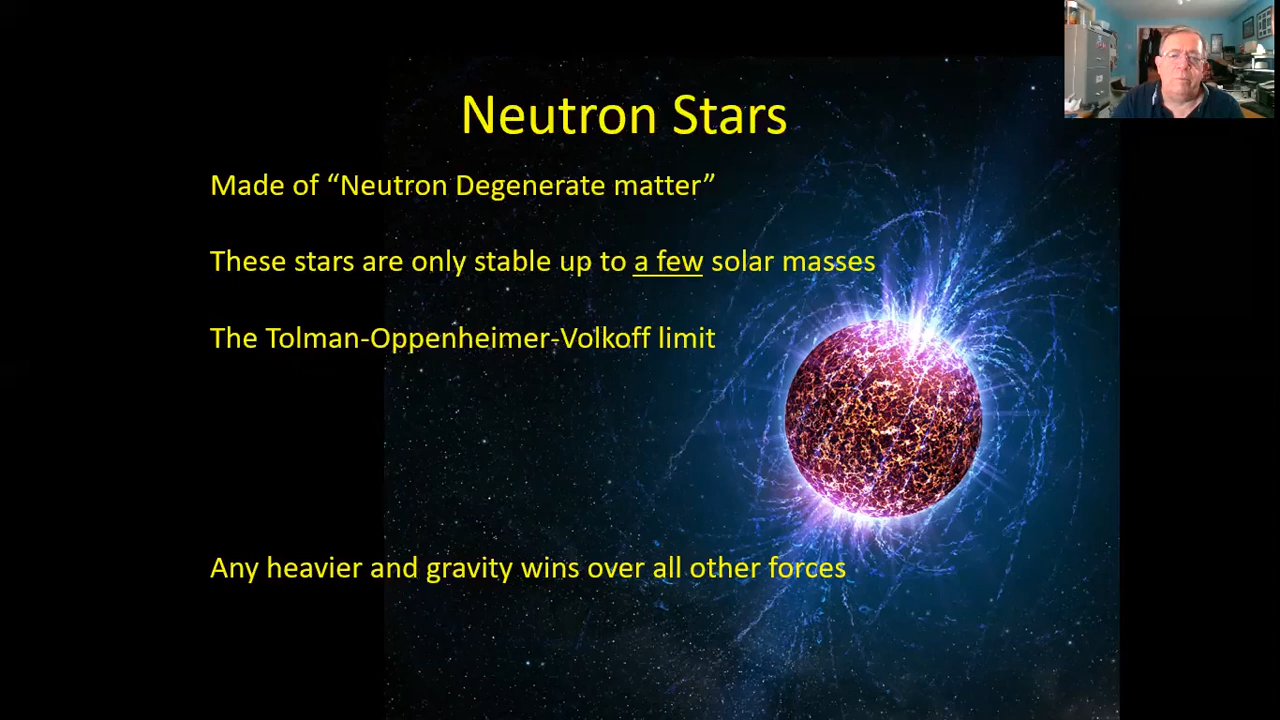 Neutron Stars
Made of “Neutron Degenerate matter”
These stars are only stable up to a few solar masses
The Tolman-Oppenheimer-Volkoff limit
Any heavier and gravity wins over all other forces